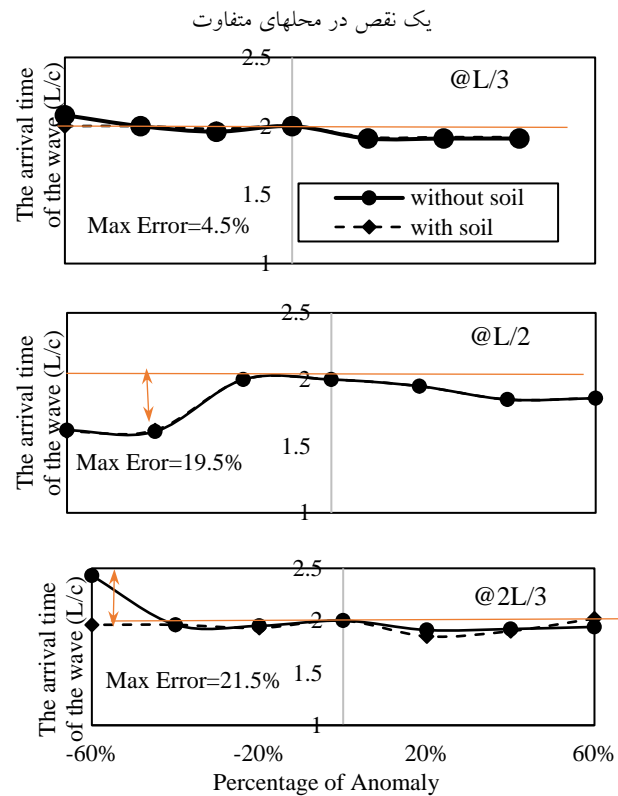 یک نقص در محلهای متفاوت
The arrival time
of the wave (L/c)
2.5
2
1.5
1
@L/3
without soil
with soil
Max Error=4.5%
The arrival time
of the wave (L/c)
2.5
2
1.5
1
@L/2
Max Eror=19.5%
The arrival time
of the wave (L/c)
2.5
2
1.5
1
@2L/3
Max Error=21.5%
-60% -20% 20% 60%
Percentage of Anomaly